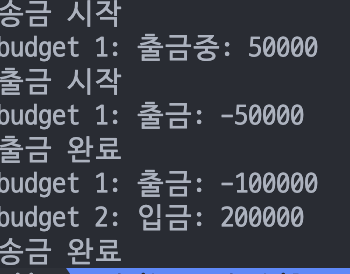 송금 시작
budget 1: 출금중: 50000
출금 시작
budget 1: 출금: -50000
출금 완료
budget 1: 출금: -100000
budget 2: 입금: 200000
송금 완료